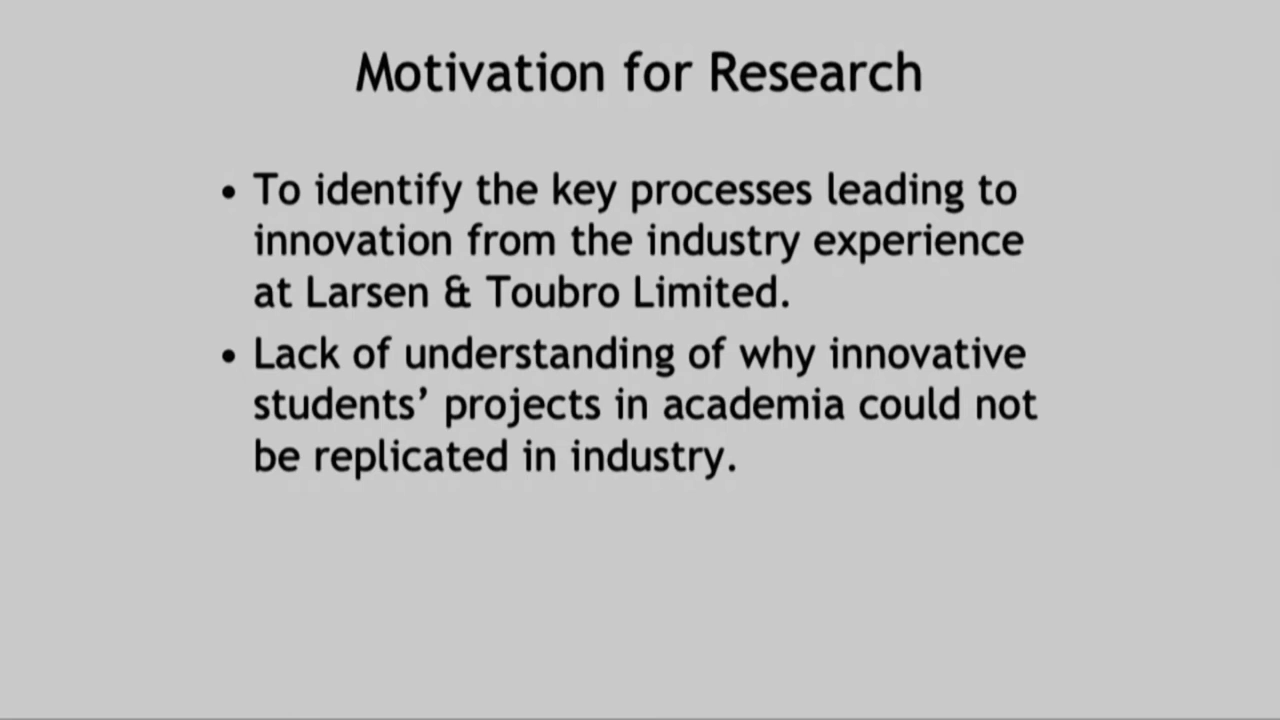 Motivation for Research
• To identify the key processes leading to
innovation from the industry experience
at Larsen & Toubro Limited.
• Lack of understanding of why innovative
students’ projects in academia could not
be replicated in industry.